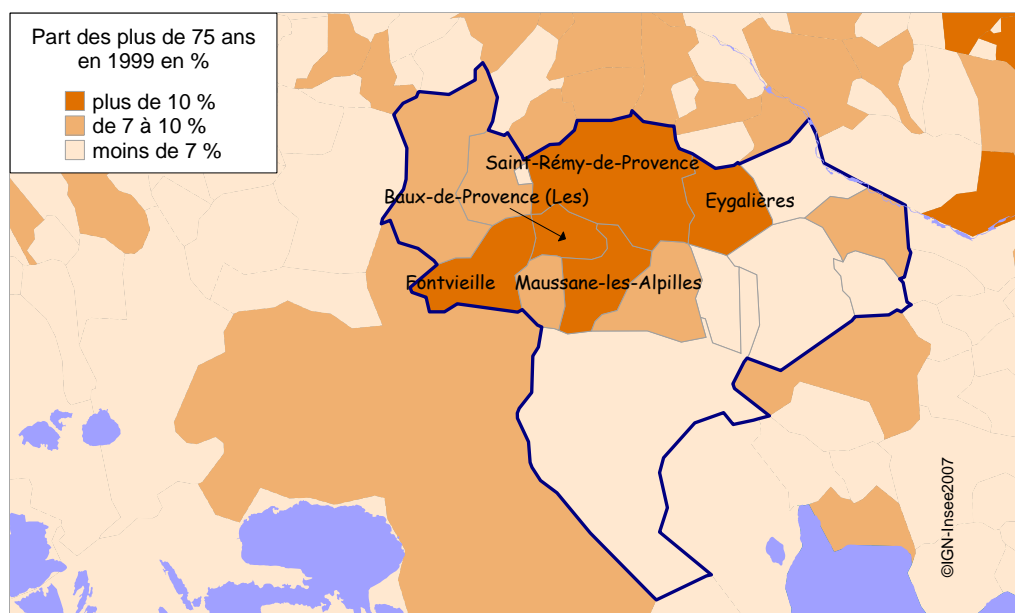 Part des plus de 75 ans
en 1999 en %
plus de 10 %
de 7 à 10 %
moins de 7 %
Saint-Rémy-de-Provence
Baux-de-Provence (Les)
Eygalières
Fontvieille
Maussane-les-Alpilles
©IGN-Insee2007